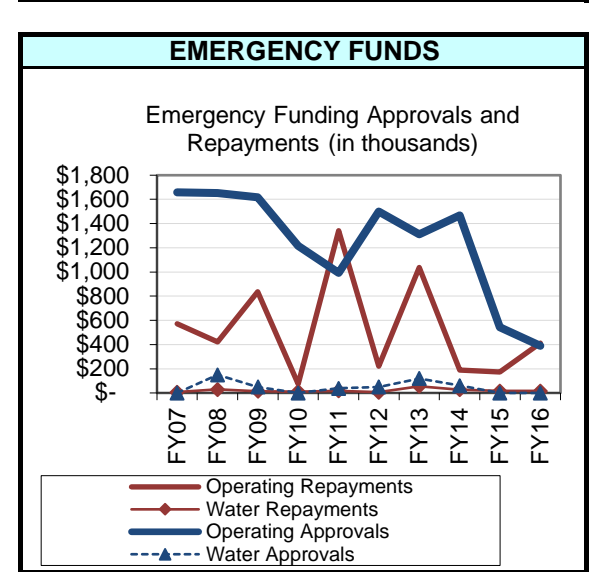 EMERGENCY FUNDS
Emergency Funding Approvals and
Repayments (in thousands)
$1,800
$1,600
$1,400
$1,200
$1,000
$800
$600
$400
$200
$-
FY07
FY08
FY09
FY10
FY11
FY12
FY13
FY14
FY15
FY16
Operating Repayments
Water Repayments
Operating Approvals
Water Approvals